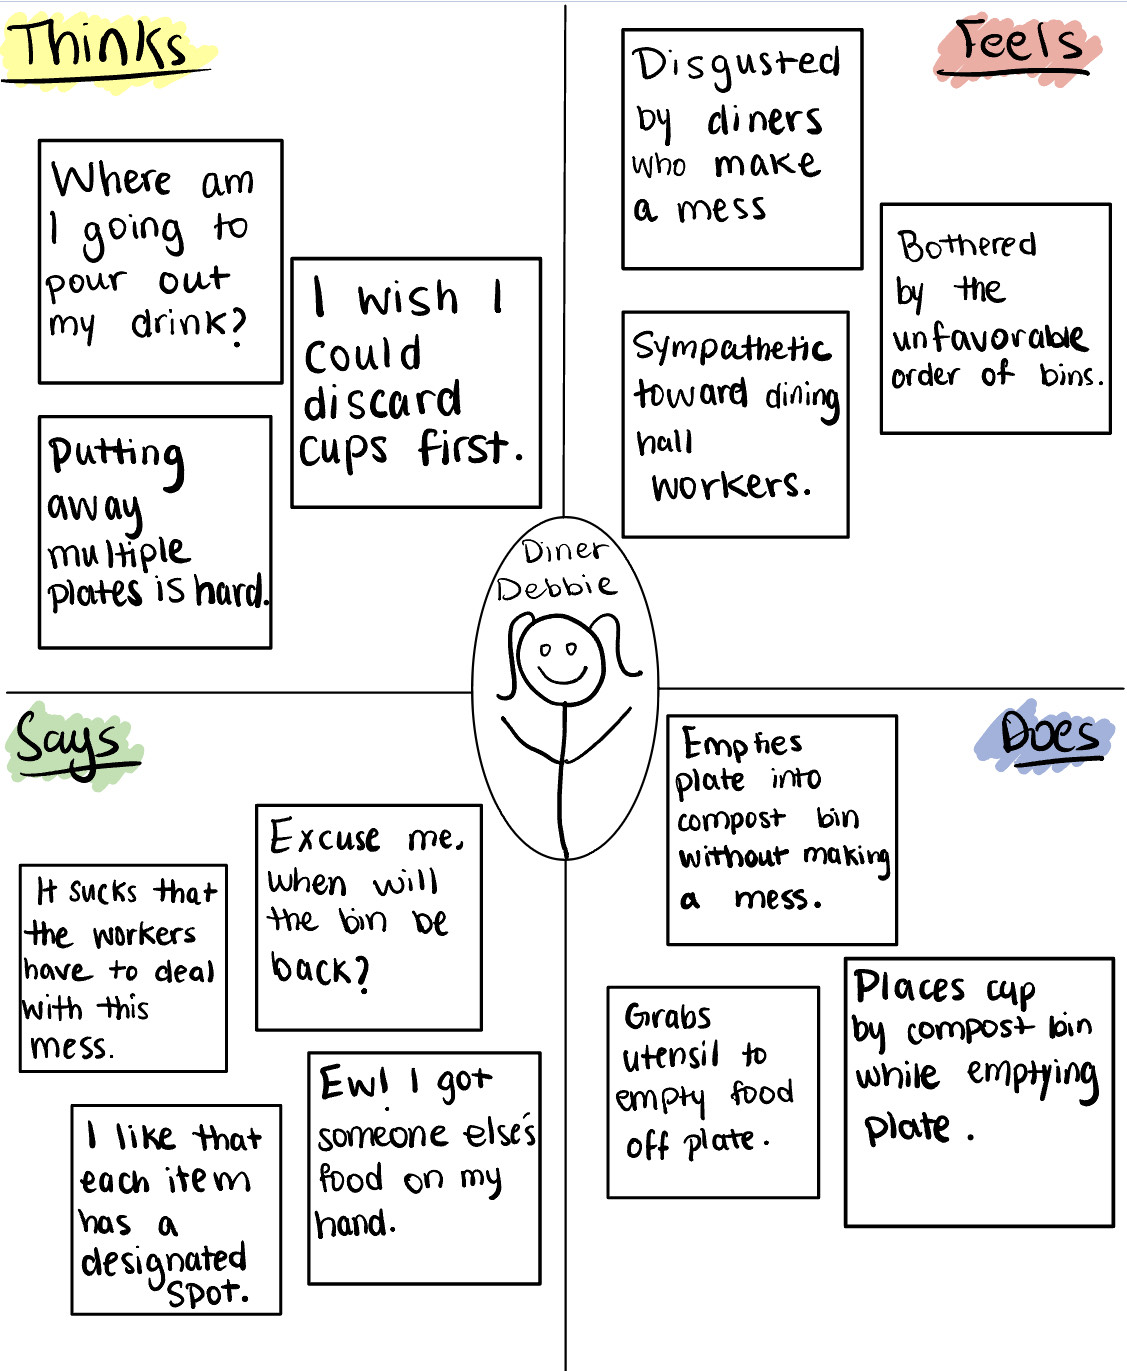 Thinks
Where am
I going to
pour out
my drink?
I wish I
could
discard
cups first.
Putting
away
multiple
plates is hard.
Feels
Disgusted
by diners
who make
a mess
Bothered
by the
unfavorable
order of bins.
Sympathetic
toward dining
hall
workers.
Diner
Debbie
Says
Excuse me,
when will
the bin be
back?
It sucks that
the workers
have to deal
with this
mess.
Ew! I got
someone else's
food on my
hand.
I like that
each item
has a
designated
spot.
Does
Empties
plate into
compost bin
without making
a mess.
Places cup
by compost bin
while emptying
plate.
Grabs
utensil to
empty food
off plate.